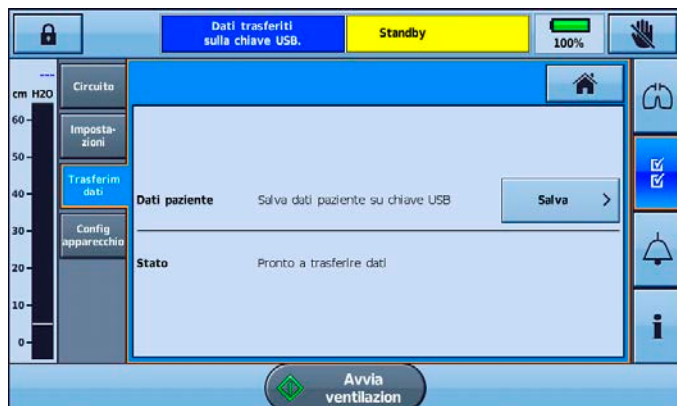 Dati trasferiti
sulla chiave USB.
Standby
100%
---
cm H2O
60
50
40
30
20
10
0
Circuito
Imposta-
zioni
Trasferim
dati
Config
apparecchio
Dati paziente Salva dati paziente su chiave USB Salva >
Stato Pronto a trasferire dati
i
Avvia
ventilazion